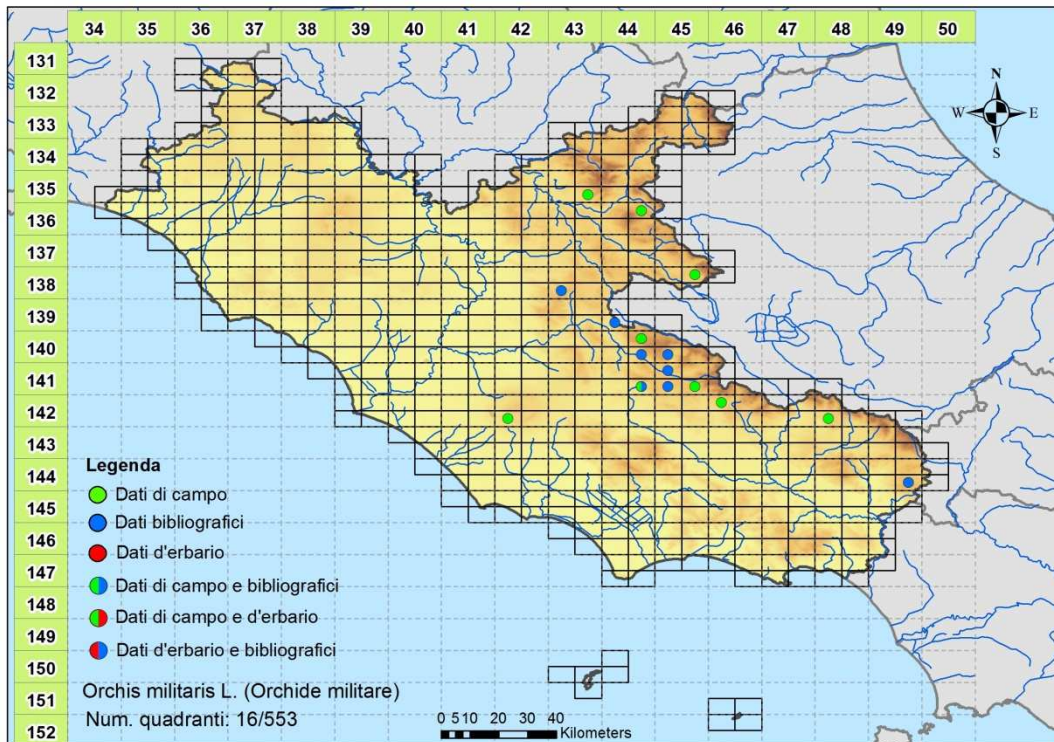 34 35 36 37 38 39 40 41 42 43 44 45 46 47 48 49 50
131
132
133
134
135
136
137
138
139
140
141
142
143
144
145
146
147
148
149
150
151
152
N
W E
S
Legenda
Dati di campo
Dati bibliografici
Dati d'erbario
Dati di campo e bibliografici
Dati di campo e d'erbario
Dati d'erbario e bibliografici
Orchis militaris L. (Orchide militare)
Num. quadranti: 16/553
0 5 10 20 30 40
Kilometers